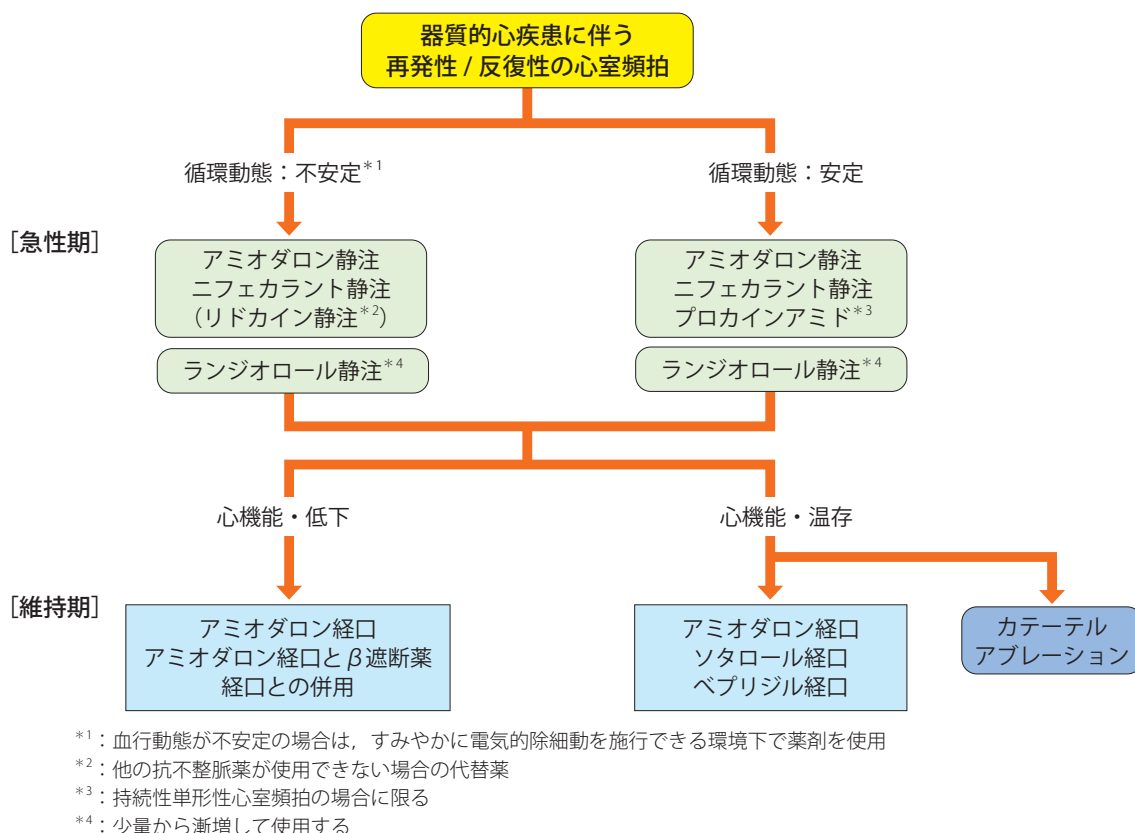 器質的心疾患に伴う
再発性 / 反復性の心室頻拍
循環動態：不安定*1
循環動態：安定
［急性期］
アミオダロン静注
ニフェカラント静注
（リドカイン静注*2）
アミオダロン静注
ニフェカラント静注
プロカインアミド*3
ランジオロール静注*4
ランジオロール静注*4
心機能・低下
心機能・温存
［維持期］
アミオダロン経口
アミオダロン経口とβ遮断薬
経口との併用
アミオダロン経口
ソタロール経口
ベプリジル経口
カテーテル
アブレーション
*1：血行動態が不安定の場合は，すみやかに電気的除細動を施行できる環境下で薬剤を使用
*2：他の抗不整脈薬が使用できない場合の代替薬
*3：持続性単形性心室頻拍の場合に限る
*4：少量から漸増して使用する